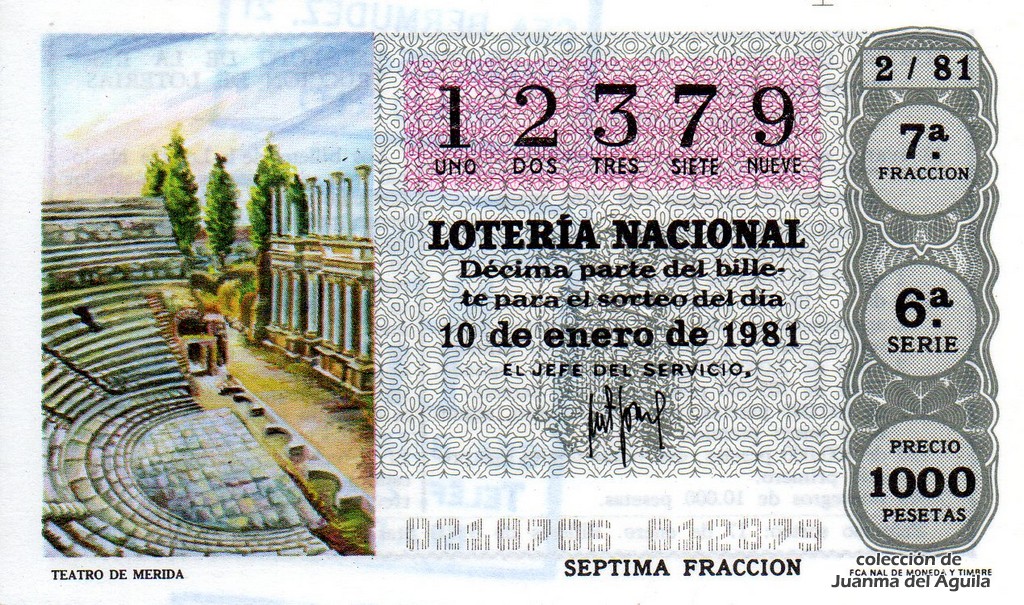 1 2 3 7 9
UNO DOS TRES SIETE NUEVE
LOTERÍA NACIONAL
Décima parte del bille-
te para el sorteo del día
10 de enero de 1981
EL JEFE DEL SERVICIO,
2 / 81
7ª.
FRACCION
6ª.
SERIE
PRECIO
1000
PESETAS
0210706 012379
SEPTIMA FRACCION
TEATRO DE MERIDA
colección de
FCA NAL DE MONEDA Y TIMBRE
Juanma del Aguila